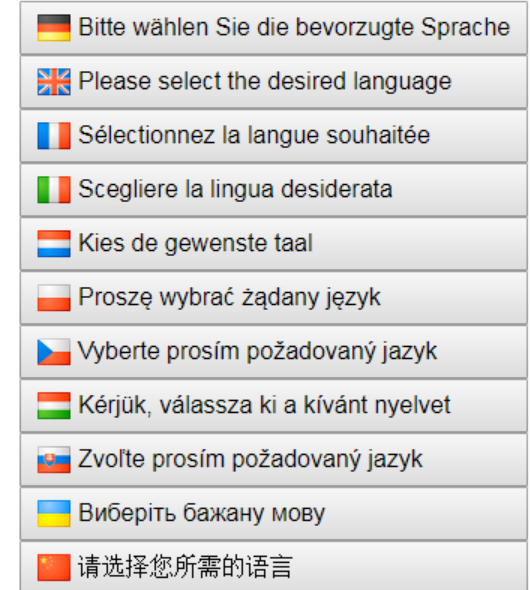 Bitte wählen Sie die bevorzugte Sprache
Please select the desired language
Sélectionnez la langue souhaitée
Scegliere la lingua desiderata
Kies de gewenste taal
Proszę wybrać żądany język
Vyberte prosím požadovaný jazyk
Kérjük, válassza ki a kívánt nyelvet
Zvoľte prosím požadovaný jazyk
Виберіть бажану мову
请选择您所需的语言